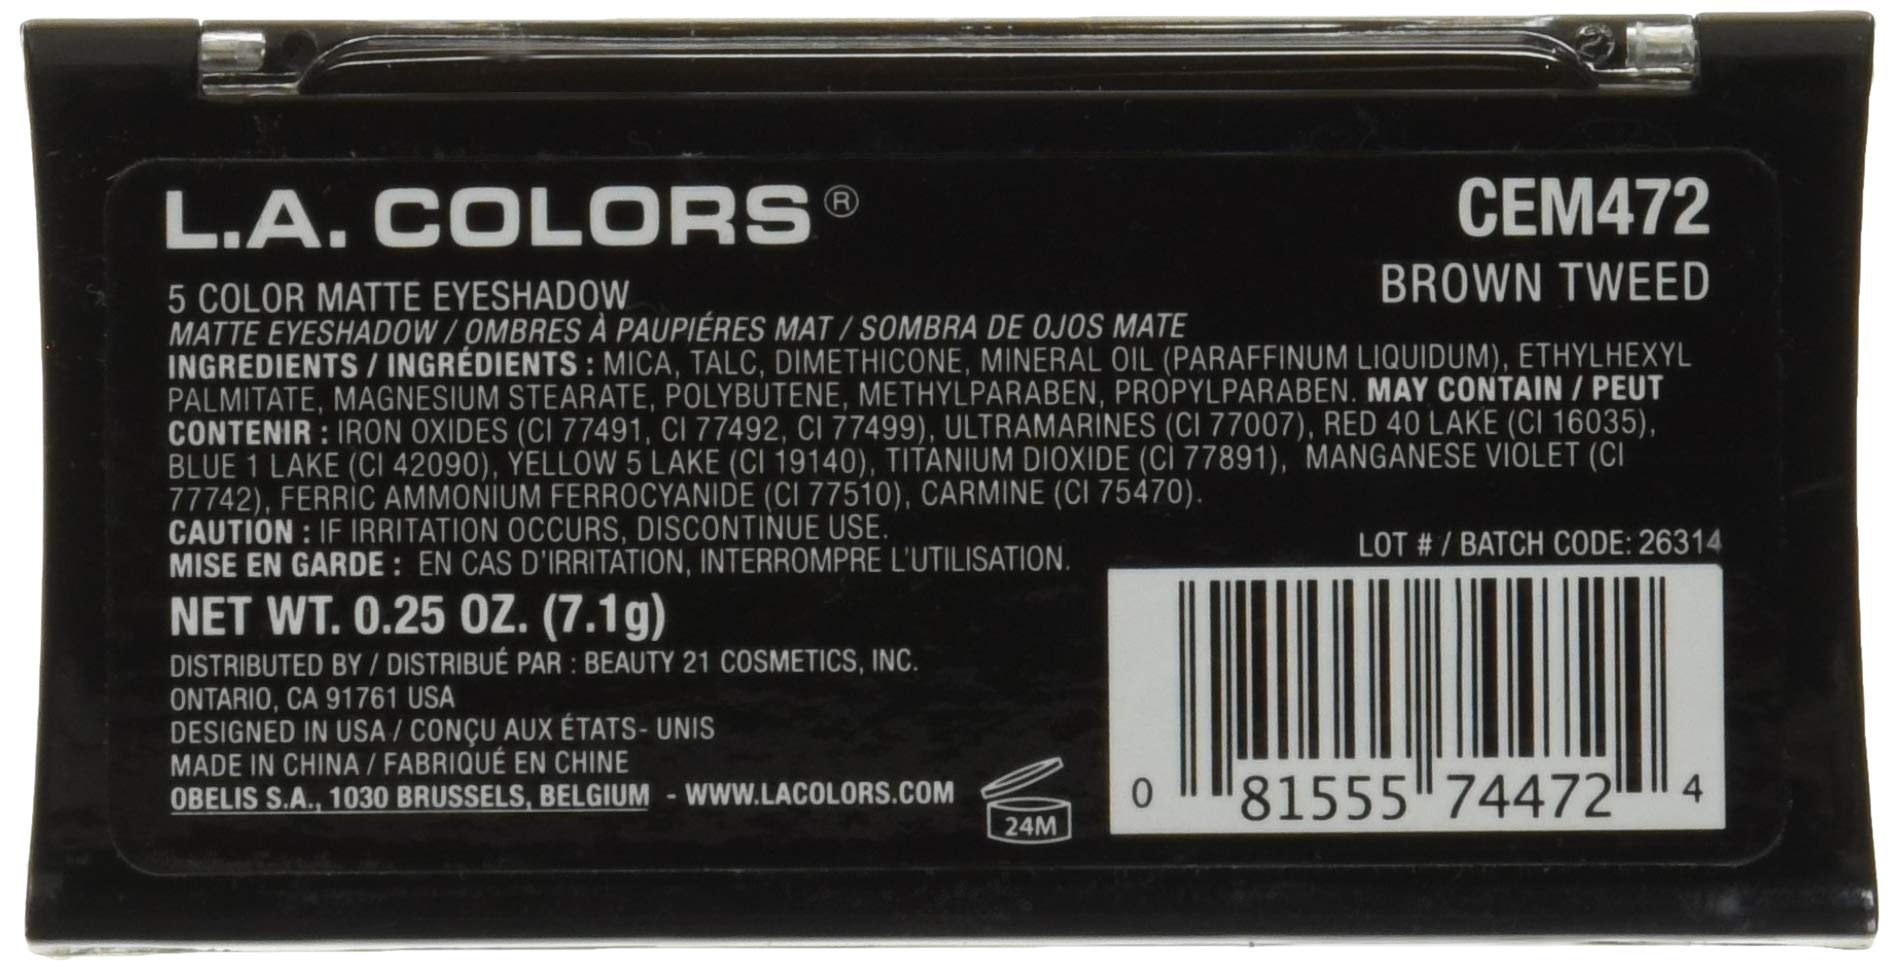 L.A. COLORS®
CEM472
BROWN TWEED
5 COLOR MATTE EYESHADOW
MATTE EYESHADOW / OMBRES À PAUPIÉRES MAT / SOMBRA DE OJOS MATE
INGREDIENTS / INGRÉDIENTS : MICA, TALC, DIMETHICONE, MINERAL OIL (PARAFFINUM LIQUIDUM), ETHYLHEXYL
PALMITATE, MAGNESIUM STEARATE, POLYBUTENE, METHYLPARABEN, PROPYLPARABEN. MAY CONTAIN / PEUT
CONTENIR : IRON OXIDES (CI 77491, CI 77492, CI 77499), ULTRAMARINES (CI 77007), RED 40 LAKE (CI 16035),
BLUE 1 LAKE (CI 42090), YELLOW 5 LAKE (CI 19140), TITANIUM DIOXIDE (CI 77891), MANGANESE VIOLET (CI
77742), FERRIC AMMONIUM FERROCYANIDE (CI 77510), CARMINE (CI 75470).
CAUTION : IF IRRITATION OCCURS, DISCONTINUE USE.
MISE EN GARDE : EN CAS D'IRRITATION, INTERROMPRE L'UTILISATION.
LOT # / BATCH CODE: 26314
NET WT. 0.25 OZ. (7.1g)
DISTRIBUTED BY / DISTRIBUÉ PAR : BEAUTY 21 COSMETICS, INC.
ONTARIO, CA 91761 USA
DESIGNED IN USA / CONÇU AUX ÉTATS- UNIS
MADE IN CHINA / FABRIQUÉ EN CHINE
OBELIS S.A., 1030 BRUSSELS, BELGIUM - WWW.LACOLORS.COM
24M
0 81555 74472 4